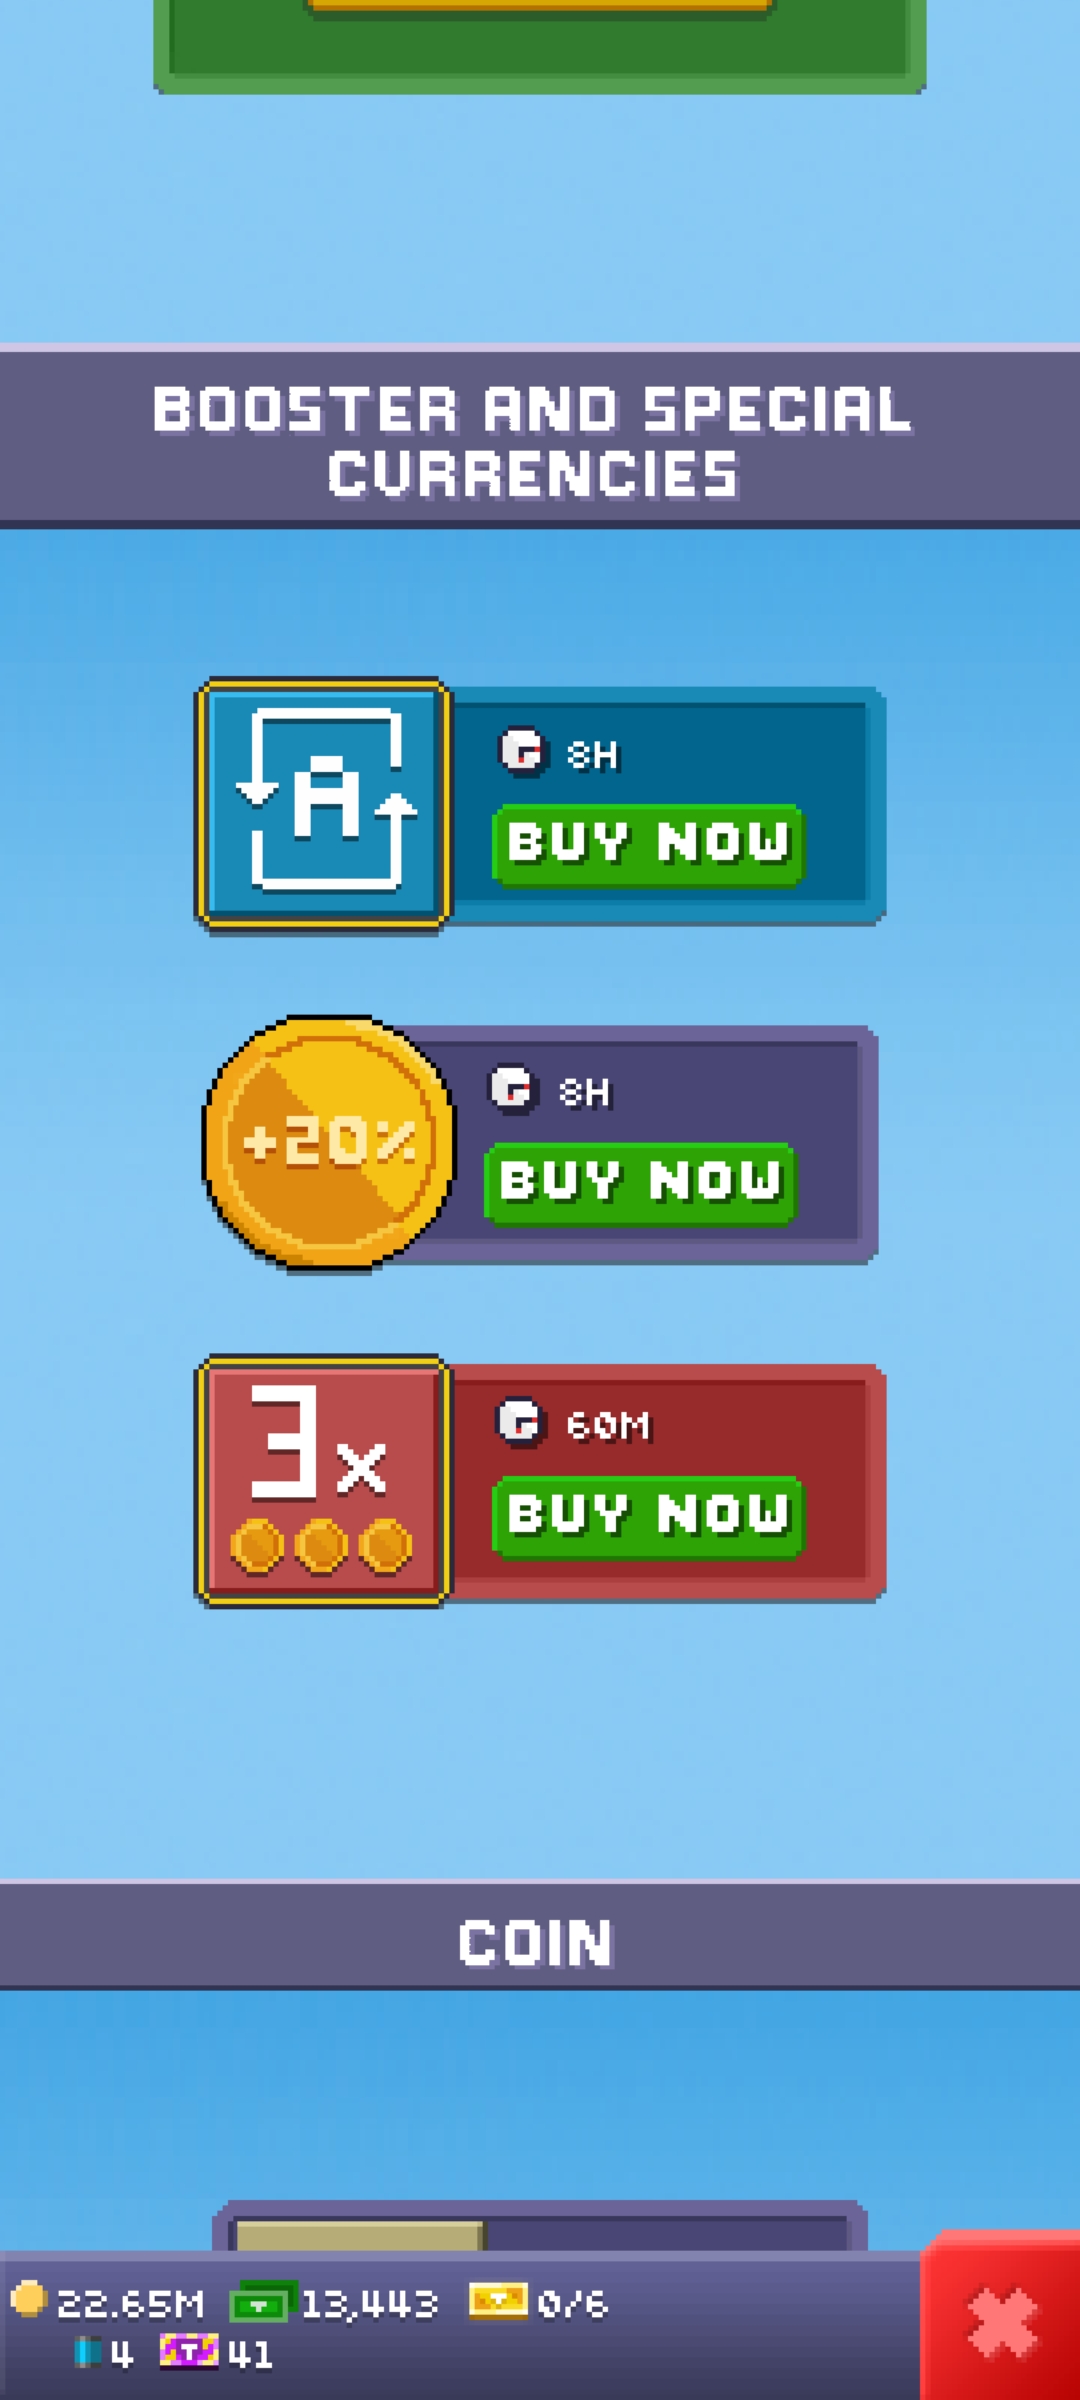 BOOSTER AND SPECIAL
CURRENCIES
A
8H
BUY NOW
+20%
8H
BUY NOW
3x
60M
BUY NOW
COIN
22.65M 13,443 0/6
4 41